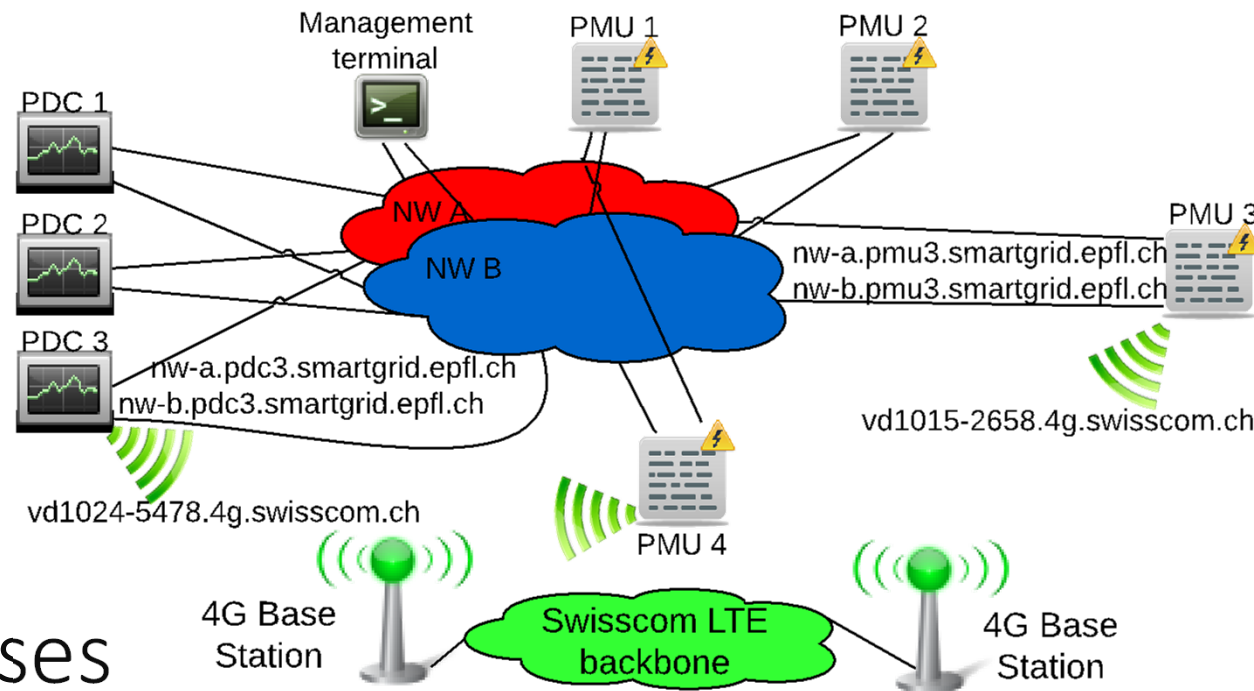 Management
terminal
PMU 1
PMU 2
PDC 1
>_
NW A
PDC 2
NW B
PMU 3
nw-a.pmu3.smartgrid.epfl.ch
nw-b.pmu3.smartgrid.epfl.ch
PDC 3
nw-a.pdc3.smartgrid.epfl.ch
nw-b.pdc3.smartgrid.epfl.ch
vd1015-2658.4g.swisscom.ch
vd1024-5478.4g.swisscom.ch
PMU 4
4G Base
Station
Swisscom LTE
backbone
4G Base
Station
ses